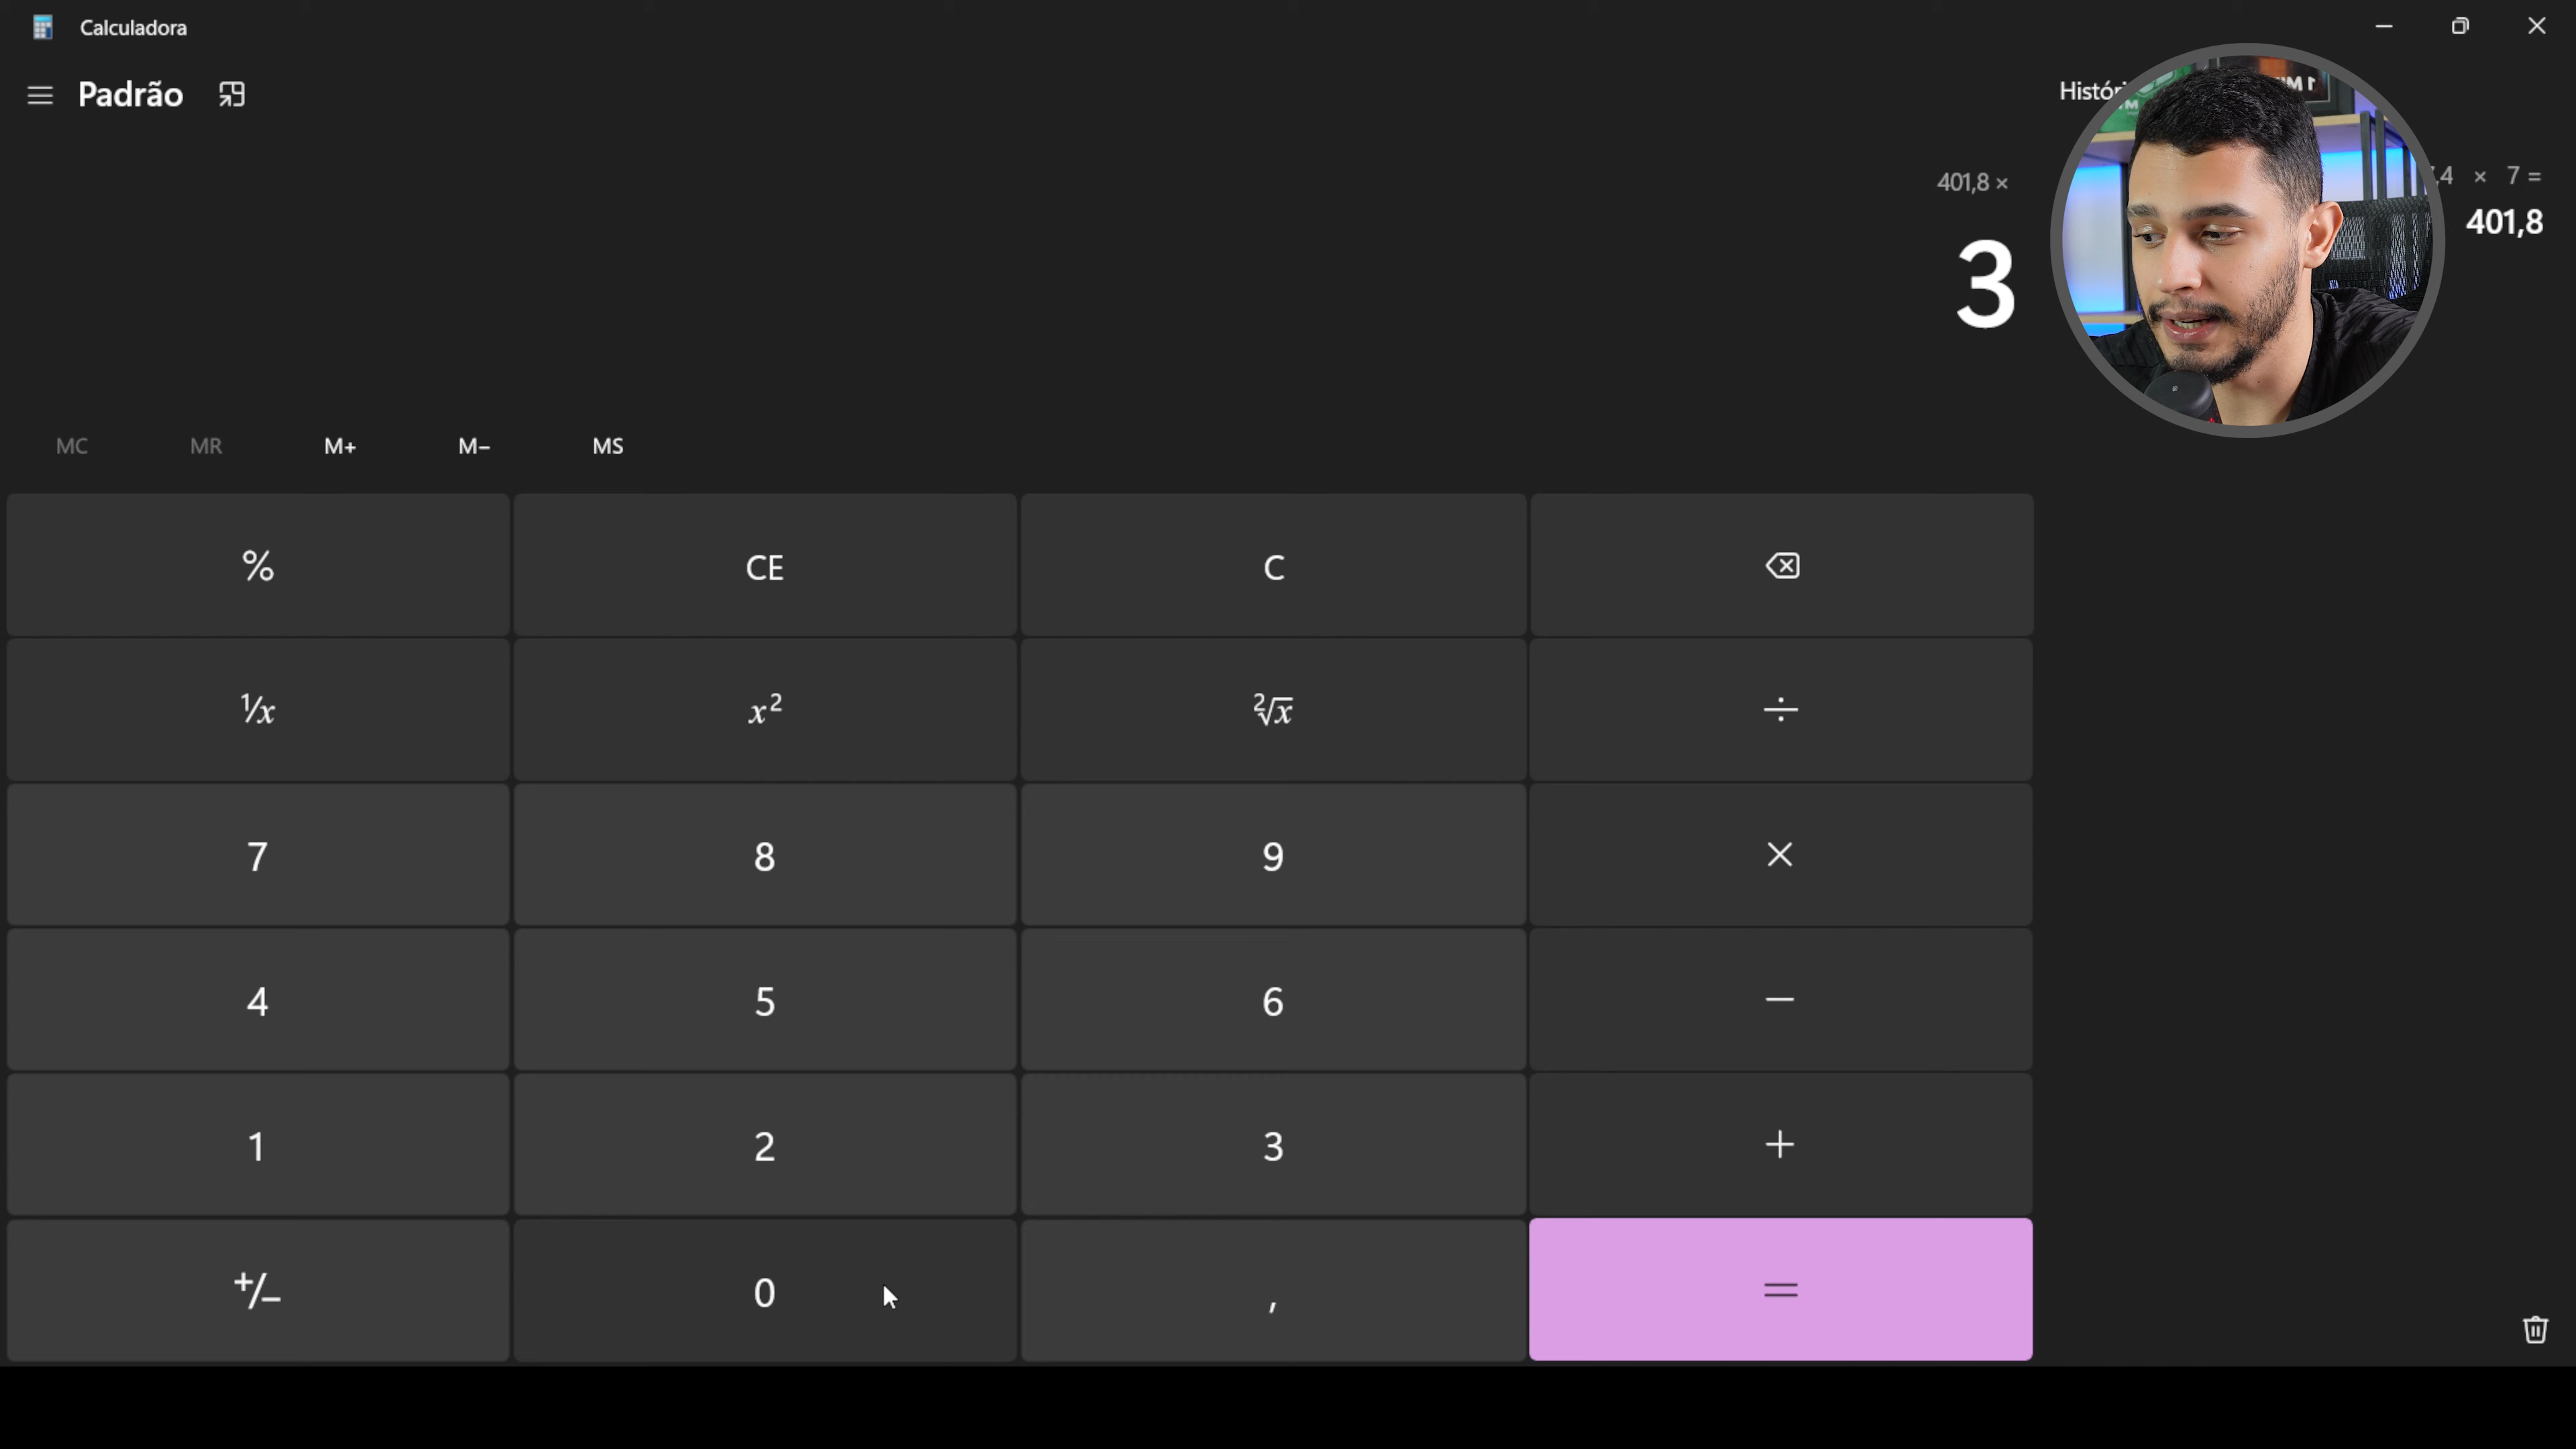 Calculadora
Padrão
401,8 ×
3
× 7 =
401,8
MC MR M+ M− MS
% CE C
¹⁄x x² ²√x ÷
7 8 9 ×
4 5 6 −
1 2 3 +
+/− 0 , =